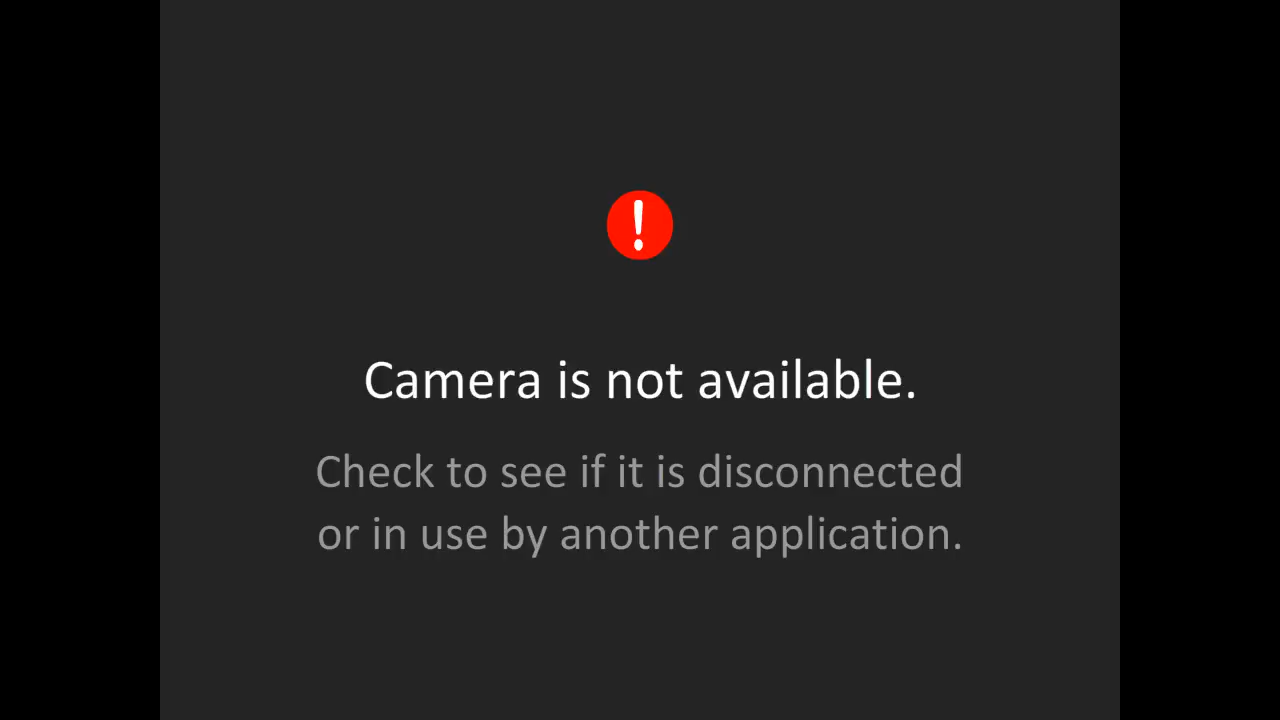 Camera is not available.
Check to see if it is disconnected
or in use by another application.